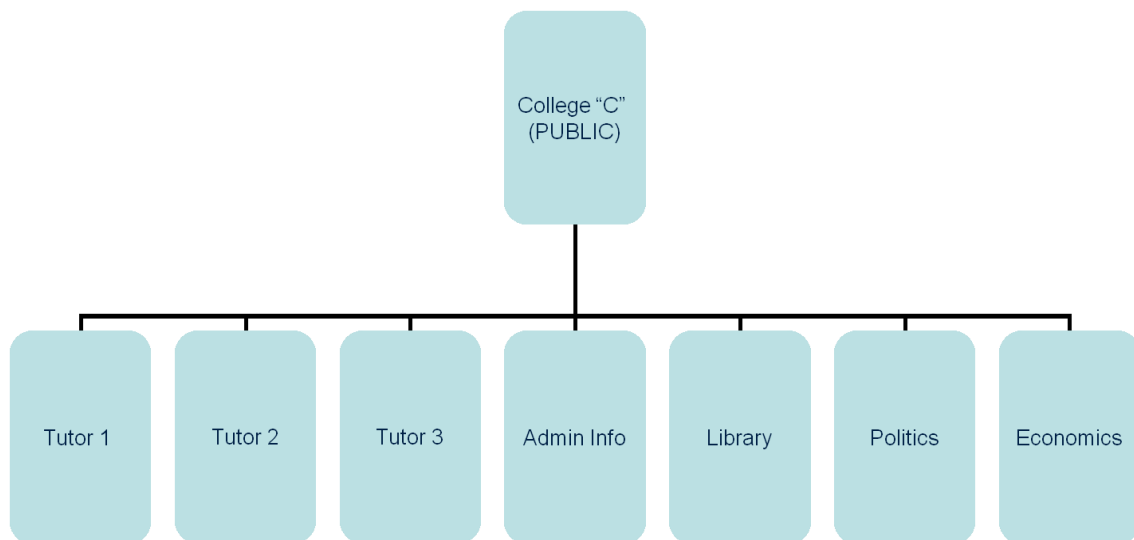 College “C”
(PUBLIC)
Tutor 1
Tutor 2
Tutor 3
Admin Info
Library
Politics
Economics